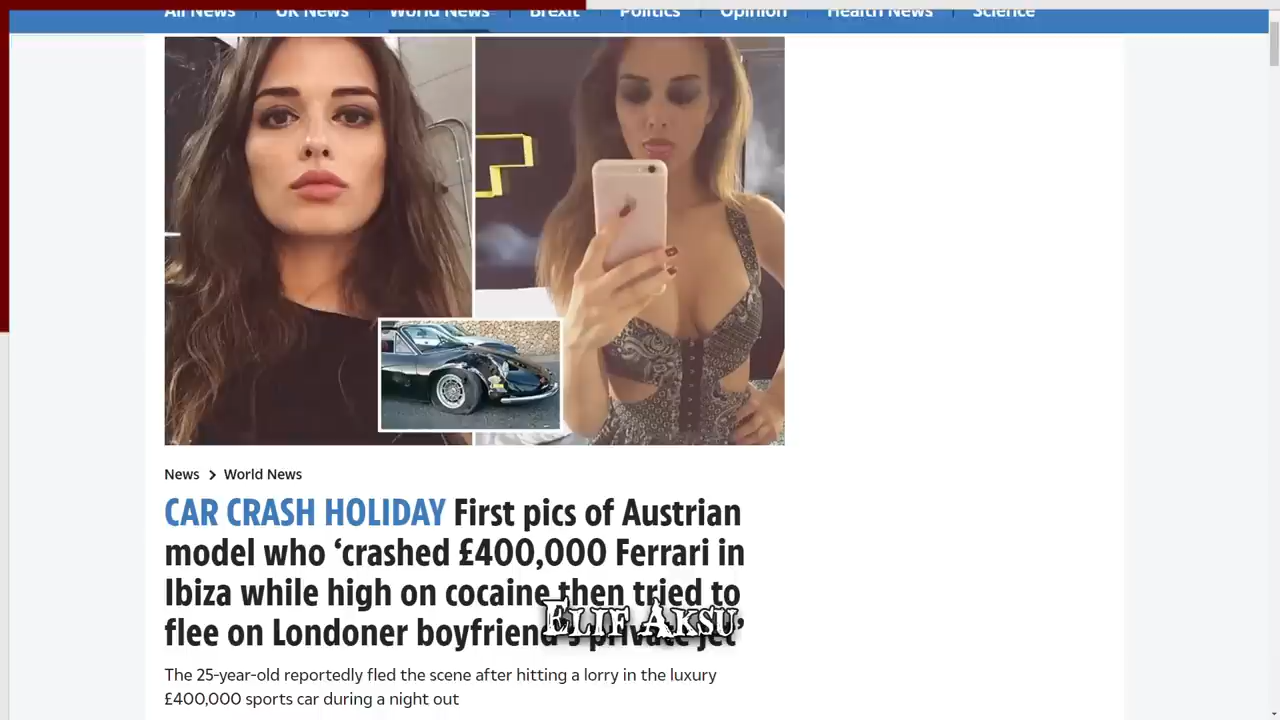 All News UK News World News Brexit Politics Opinion Health News Science
News > World News
CAR CRASH HOLIDAY First pics of Austrian
model who ‘crashed £400,000 Ferrari in
Ibiza while high on cocaine then tried to
flee on Londoner boyfriend’s private jet’
Elif Aksu
The 25-year-old reportedly fled the scene after hitting a lorry in the luxury
£400,000 sports car during a night out